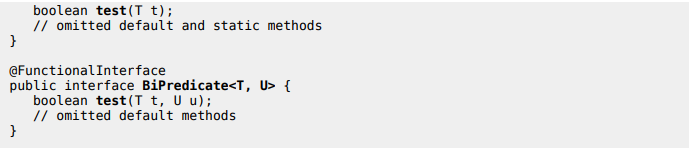 boolean test(T t);
// omitted default and static methods
}
@FunctionalInterface
public interface BiPredicate<T, U> {
boolean test(T t, U u);
// omitted default methods
}